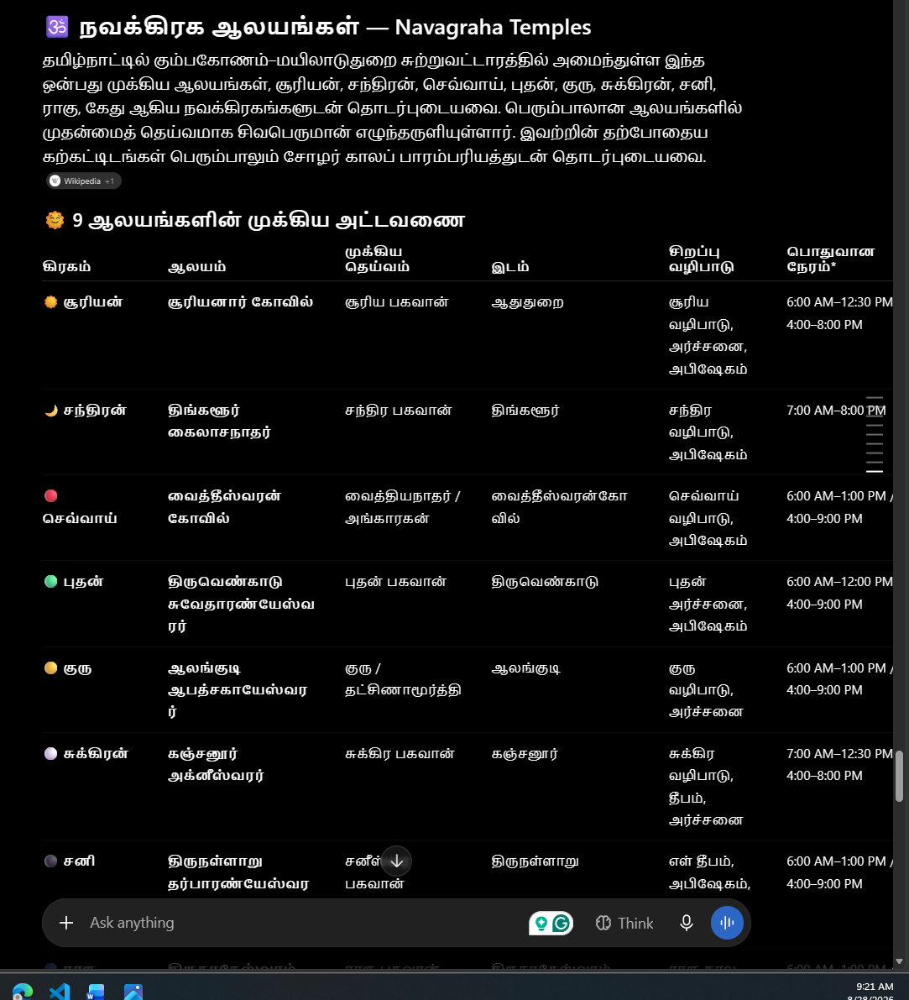 🕉 நவக்கிரக ஆலயங்கள் — Navagraha Temples
தமிழ்நாட்டில் கும்பகோணம்–மயிலாடுதுறை சுற்றுவட்டாரத்தில் அமைந்துள்ள இந்த
ஒன்பது முக்கிய ஆலயங்கள், சூரியன், சந்திரன், செவ்வாய், புதன், குரு, சுக்கிரன், சனி,
ராகு, கேது ஆகிய நவக்கிரகங்களுடன் தொடர்புடையவை. பெரும்பாலான ஆலயங்களில்
முதன்மைத் தெய்வமாக சிவபெருமான் எழுந்தருளியுள்ளார். இவற்றின் தற்போதைய
கற்கட்டிடங்கள் பெரும்பாலும் சோழர் காலப் பாரம்பரியத்துடன் தொடர்புடையவை.
W Wikipedia +1
🌞 9 ஆலயங்களின் முக்கிய அட்டவணை
கிரகம் ஆலயம் முக்கிய தெய்வம் இடம் சிறப்பு வழிபாடு பொதுவான நேரம்*
சூரியன் சூரியனார் கோவில் சூரிய பகவான் ஆதுதுறை சூரிய 6:00 AM–12:30 PM
வழிபாடு, 4:00–8:00 PM
அர்ச்சனை,
அபிஷேகம்
சந்திரன் திங்களூர் சந்திர பகவான் திங்களூர் சந்திர 7:00 AM–8:00 PM
கைலாசநாதர் வழிபாடு,
அபிஷேகம்
வைத்தீஸ்வரன் வைத்தியநாதர் / வைத்தீஸ்வரன்கோ செவ்வாய் 6:00 AM–1:00 PM /
செவ்வாய் கோவில் அங்காரகன் வில் வழிபாடு, 4:00–9:00 PM
அபிஷேகம்
புதன் திருவெண்காடு புதன் பகவான் திருவெண்காடு புதன் 6:00 AM–12:00 PM
சுவேதாரண்யேஸ்வ அர்ச்சனை, 4:00–9:00 PM
ரர் அபிஷேகம்
குரு ஆலங்குடி குரு / ஆலங்குடி குரு 6:00 AM–1:00 PM /
ஆபத்சகாயேஸ்வர தட்சிணாமூர்த்தி வழிபாடு, 4:00–9:00 PM
ர் அர்ச்சனை
சுக்கிரன் கஞ்சனூர் சுக்கிர பகவான் கஞ்சனூர் சுக்கிர 7:00 AM–12:30 PM
அக்னீஸ்வரர் வழிபாடு, 4:00–8:00 PM
தீபம்,
அர்ச்சனை
சனி திருநள்ளாறு திருநள்ளாறு எள் தீபம், 6:00 AM–1:00 PM /
தர்பாரண்யேஸ்வர பகவான் அபிஷேகம், 4:00–9:00 PM
Ask anything Think
9:21 AM